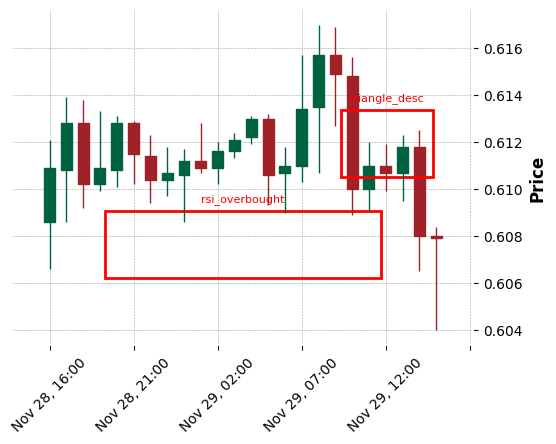 0.616
0.614
triangle_desc
0.612
0.610
Price
rsi_overbought
0.608
0.606
0.604
Nov 28, 16:00
Nov 28, 21:00
Nov 29, 02:00
Nov 29, 07:00
Nov 29, 12:00